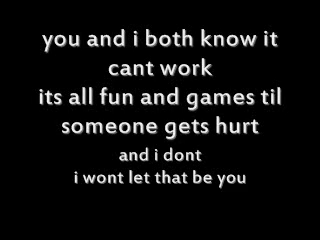 you and i both know it
cant work
its all fun and games til
someone gets hurt
and i dont
i wont let that be you